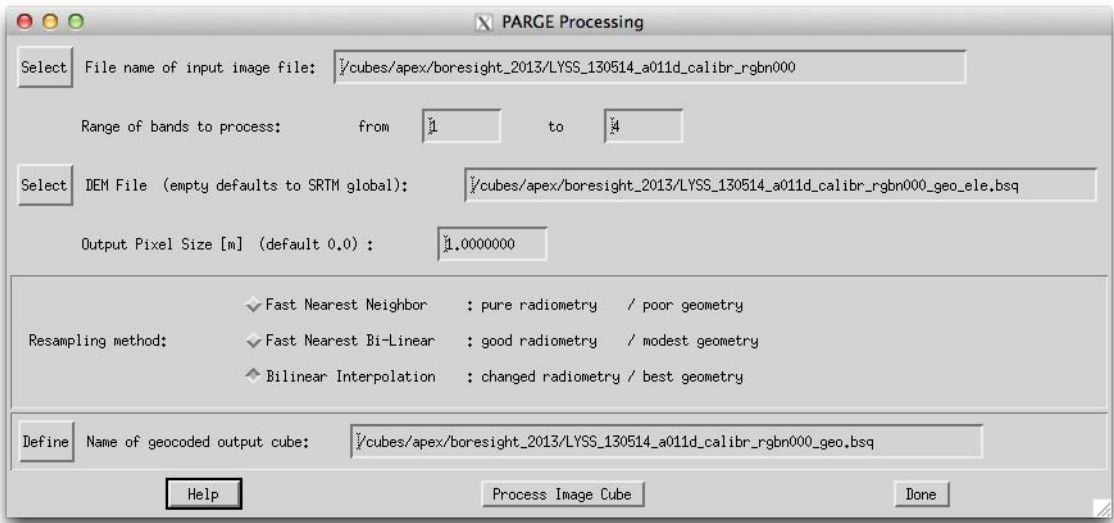 PARGE Processing
Select File name of input image file: /cubes/apex/boresight_2013/LYSS_130514_a011d_calibr_rgbn000
Range of bands to process: from 1 to 4
Select DEM File (empty defaults to SRTM global): /cubes/apex/boresight_2013/LYSS_130514_a011d_calibr_rgbn000_geo_ele.bsq
Output Pixel Size [m] (default 0.0) : 1.0000000
Fast Nearest Neighbor : pure radiometry / poor geometry
Resampling method: Fast Nearest Bi-Linear : good radiometry / modest geometry
Bilinear Interpolation : changed radiometry / best geometry
Define Name of geocoded output cube: /cubes/apex/boresight_2013/LYSS_130514_a011d_calibr_rgbn000_geo.bsq
Help Process Image Cube Done